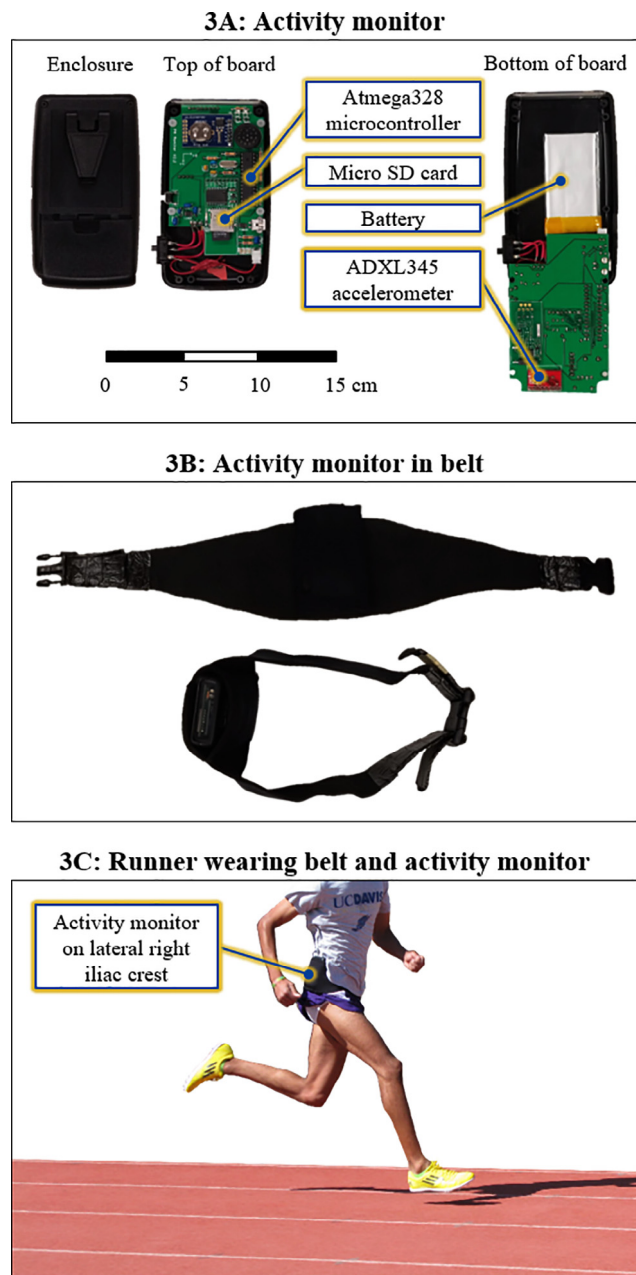 3A: Activity monitor
Enclosure
Top of board
Bottom of board
Atmega328
microcontroller
Micro SD card
Battery
ADXL345
accelerometer
0 5 10 15 cm
3B: Activity monitor in belt
3C: Runner wearing belt and activity monitor
Activity monitor
on lateral right
iliac crest
UCDAVIS